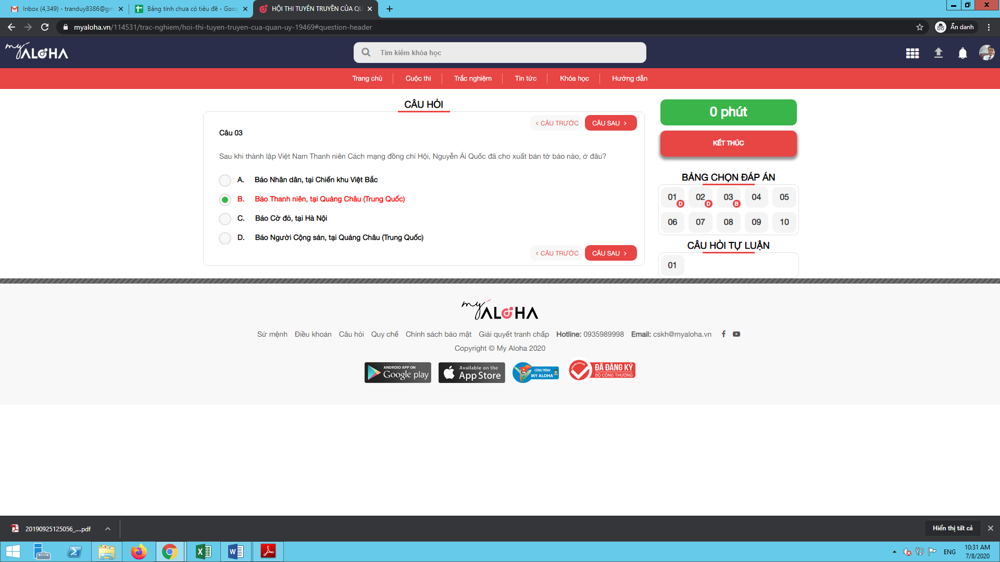 Inbox (4,349) - tranduy8386@gm
Bảng tính chưa có tiêu đề - Goog
HỘI THI TUYÊN TRUYỀN CỦA QU
myaloha.vn/114531/trac-nghiem/hoi-thi-tuyen-truyen-cua-quan-uy-19469#question-header
Ẩn danh
my ALOHA
Tìm kiếm khóa học
Trang chủ
Cuộc thi
Trắc nghiệm
Tin tức
Khóa học
Hướng dẫn
CÂU HỎI
‹ CÂU TRƯỚC
CÂU SAU ›
Câu 03
Sau khi thành lập Việt Nam Thanh niên Cách mạng đồng chí Hội, Nguyễn Ái Quốc đã cho xuất bản tờ báo nào, ở đâu?
A. Báo Nhân dân, tại Chiến khu Việt Bắc
B. Báo Thanh niên, tại Quảng Châu (Trung Quốc)
C. Báo Cờ đỏ, tại Hà Nội
D. Báo Người Cộng sản, tại Quảng Châu (Trung Quốc)
‹ CÂU TRƯỚC
CÂU SAU ›
0 phút
KẾT THÚC
BẢNG CHỌN ĐÁP ÁN
01 D 02 D 03 B 04 05
06 07 08 09 10
CÂU HỎI TỰ LUẬN
01
my ALOHA
Sứ mệnh Điều khoản Câu hỏi Quy chế Chính sách bảo mật Giải quyết tranh chấp Hotline: 0935989998 Email: cskh@myaloha.vn
Copyright © My Aloha 2020
ANDROID APP ON
Google play
Available on the
App Store
CÔNG TRÌNH
MY ALOHA
ĐÃ ĐĂNG KÝ
BỘ CÔNG THƯƠNG
20190925125056_....pdf
Hiển thị tất cả
ENG
10:31 AM
7/8/2020